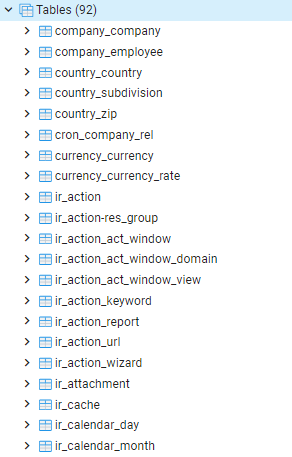 Tables (92)
company_company
company_employee
country_country
country_subdivision
country_zip
cron_company_rel
currency_currency
currency_currency_rate
ir_action
ir_action-res_group
ir_action_act_window
ir_action_act_window_domain
ir_action_act_window_view
ir_action_keyword
ir_action_report
ir_action_url
ir_action_wizard
ir_attachment
ir_cache
ir_calendar_day
ir_calendar_month